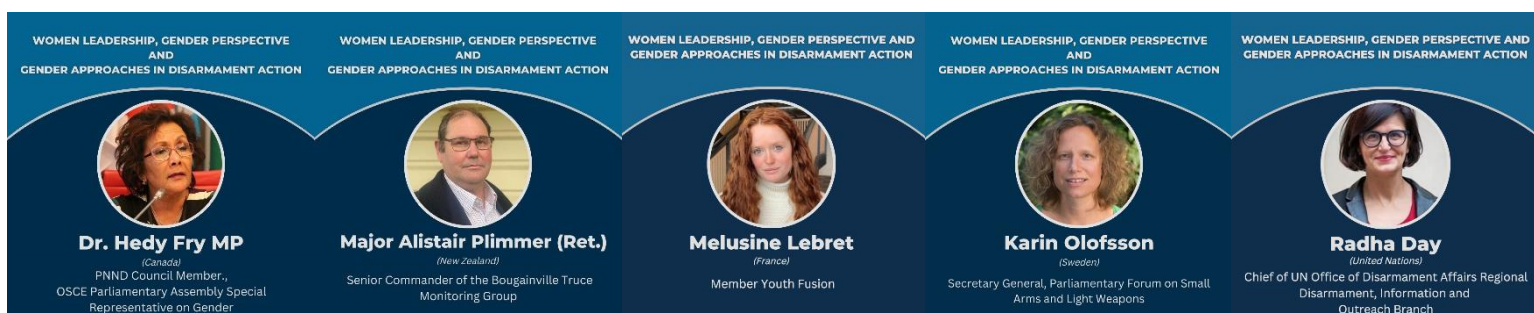 WOMEN LEADERSHIP, GENDER PERSPECTIVE
AND
GENDER APPROACHES IN DISARMAMENT ACTION
Dr. Hedy Fry MP
(Canada)
PNND Council Member.,
OSCE Parliamentary Assembly Special
Representative on Gender
WOMEN LEADERSHIP, GENDER PERSPECTIVE
AND
GENDER APPROACHES IN DISARMAMENT ACTION
Major Alistair Plimmer (Ret.)
(New Zealand)
Senior Commander of the Bougainville Truce
Monitoring Group
WOMEN LEADERSHIP, GENDER PERSPECTIVE AND
GENDER APPROACHES IN DISARMAMENT ACTION
Melusine Lebret
(France)
Member Youth Fusion
WOMEN LEADERSHIP, GENDER PERSPECTIVE
AND
GENDER APPROACHES IN DISARMAMENT ACTION
Karin Olofsson
(Sweden)
Secretary General, Parliamentary Forum on Small
Arms and Light Weapons
WOMEN LEADERSHIP, GENDER PERSPECTIVE AND
GENDER APPROACHES IN DISARMAMENT ACTION
Radha Day
(United Nations)
Chief of UN Office of Disarmament Affairs Regional
Disarmament, Information and
Outreach Branch